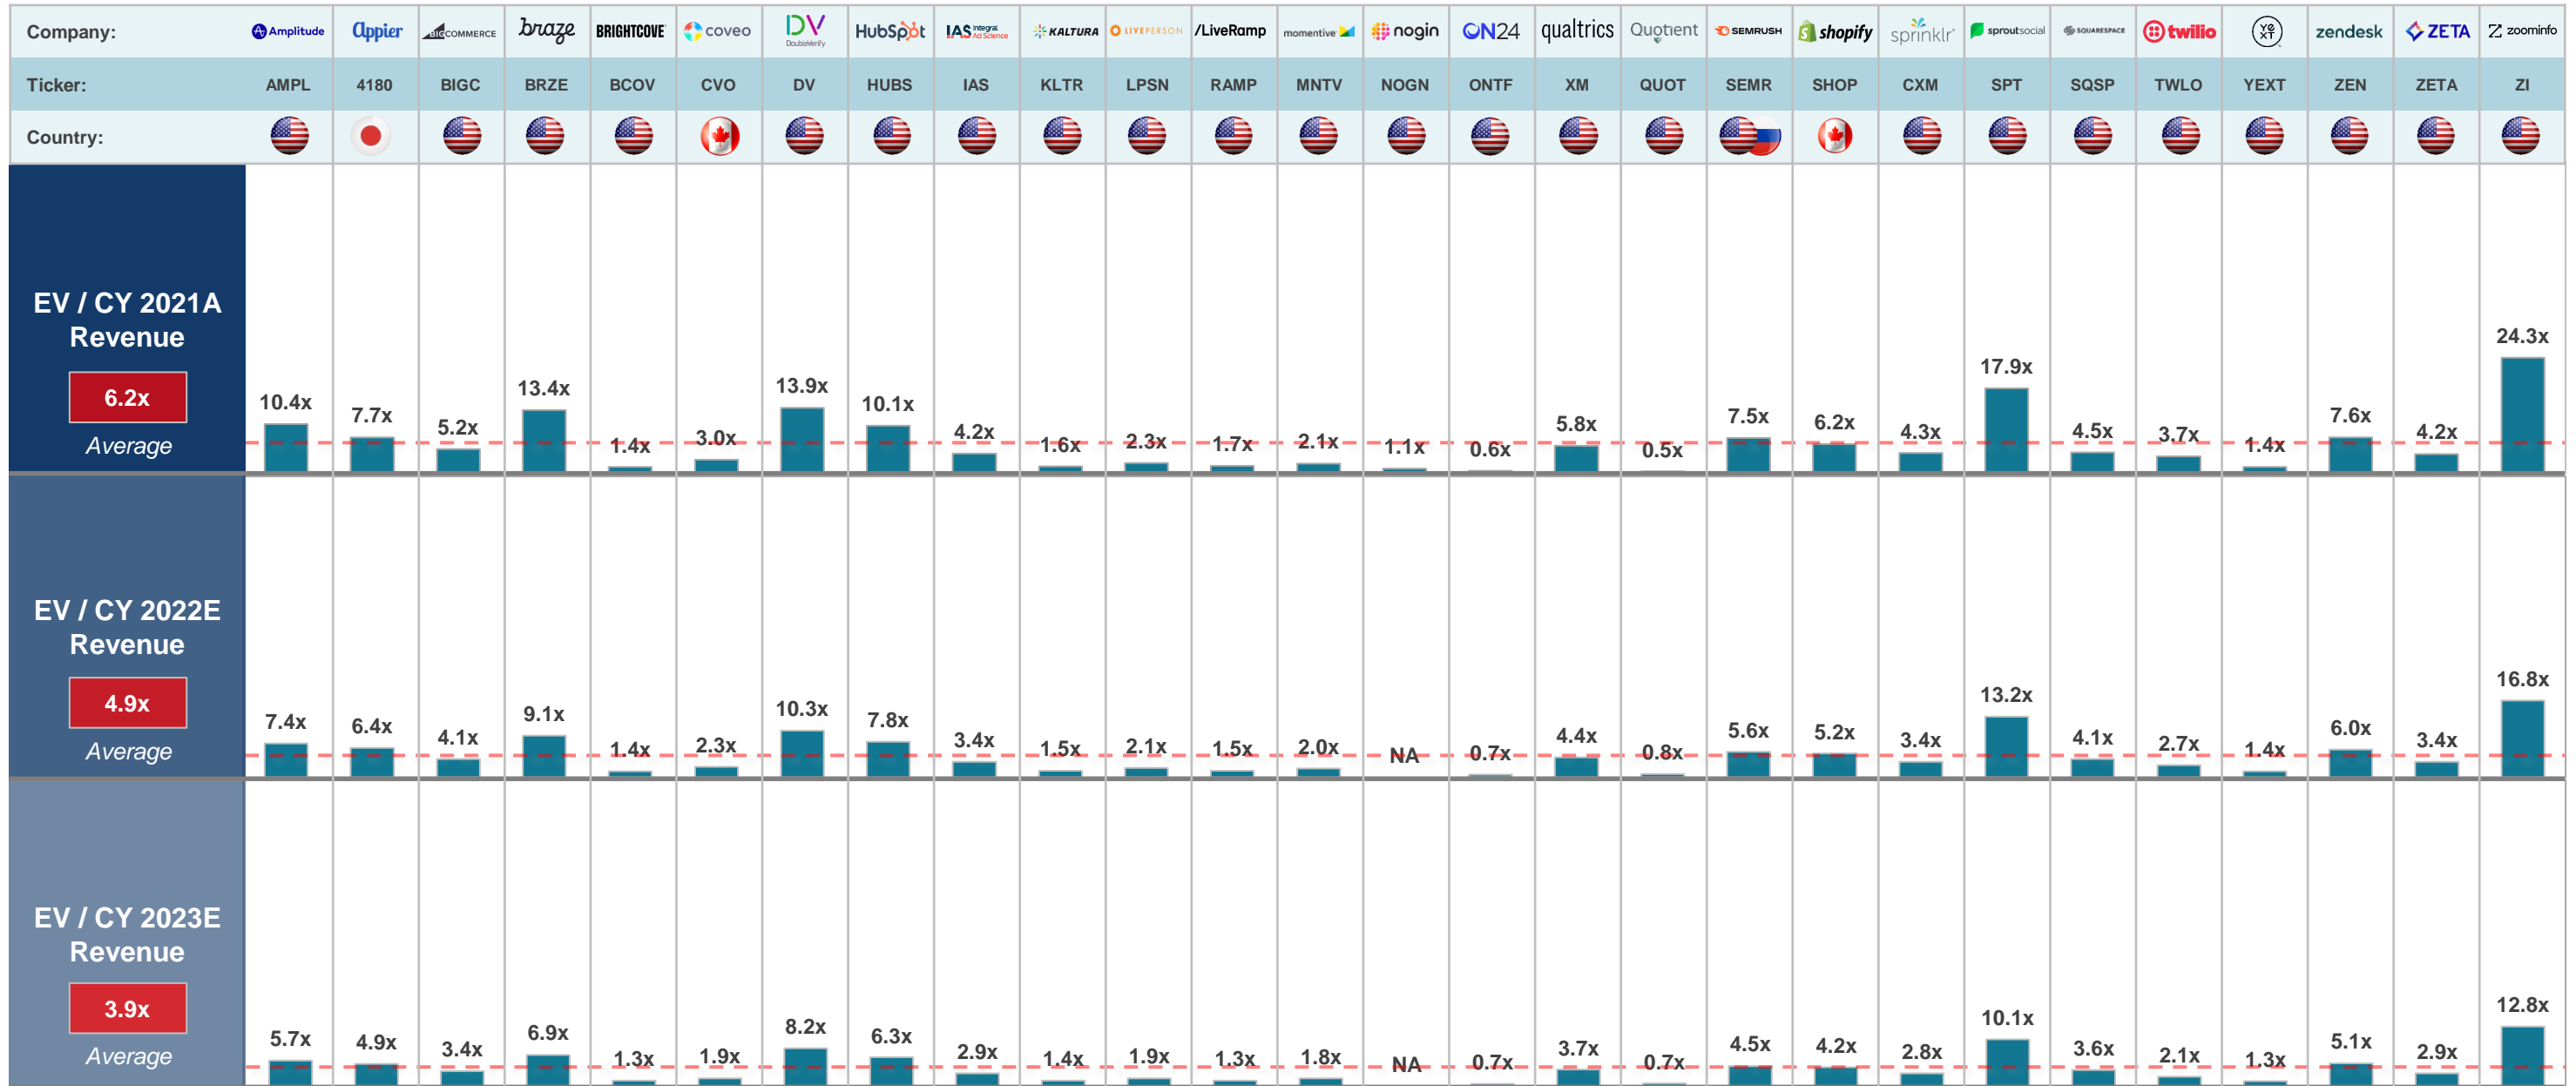 Company: Amplitude Appier BIGCOMMERCE braze BRIGHTCOVE coveo DV DoubleVerify HubSpot IAS Integral Ad Science KALTURA LIVEPERSON /LiveRamp momentive nogin ON24 qualtrics Quotient SEMRUSH shopify sprinklr sproutsocial SQUARESPACE twilio yext zendesk ZETA zoominfo
Ticker: AMPL 4180 BIGC BRZE BCOV CVO DV HUBS IAS KLTR LPSN RAMP MNTV NOGN ONTF XM QUOT SEMR SHOP CXM SPT SQSP TWLO YEXT ZEN ZETA ZI
Country:
EV / CY 2021A
Revenue
6.2x
Average
10.4x 7.7x 5.2x 13.4x 1.4x 3.0x 13.9x 10.1x 4.2x 1.6x 2.3x 1.7x 2.1x 1.1x 0.6x 5.8x 0.5x 7.5x 6.2x 4.3x 17.9x 4.5x 3.7x 1.4x 7.6x 4.2x 24.3x
EV / CY 2022E
Revenue
4.9x
Average
7.4x 6.4x 4.1x 9.1x 1.4x 2.3x 10.3x 7.8x 3.4x 1.5x 2.1x 1.5x 2.0x NA 0.7x 4.4x 0.8x 5.6x 5.2x 3.4x 13.2x 4.1x 2.7x 1.4x 6.0x 3.4x 16.8x
EV / CY 2023E
Revenue
3.9x
Average
5.7x 4.9x 3.4x 6.9x 1.3x 1.9x 8.2x 6.3x 2.9x 1.4x 1.9x 1.3x 1.8x NA 0.7x 3.7x 0.7x 4.5x 4.2x 2.8x 10.1x 3.6x 2.1x 1.3x 5.1x 2.9x 12.8x